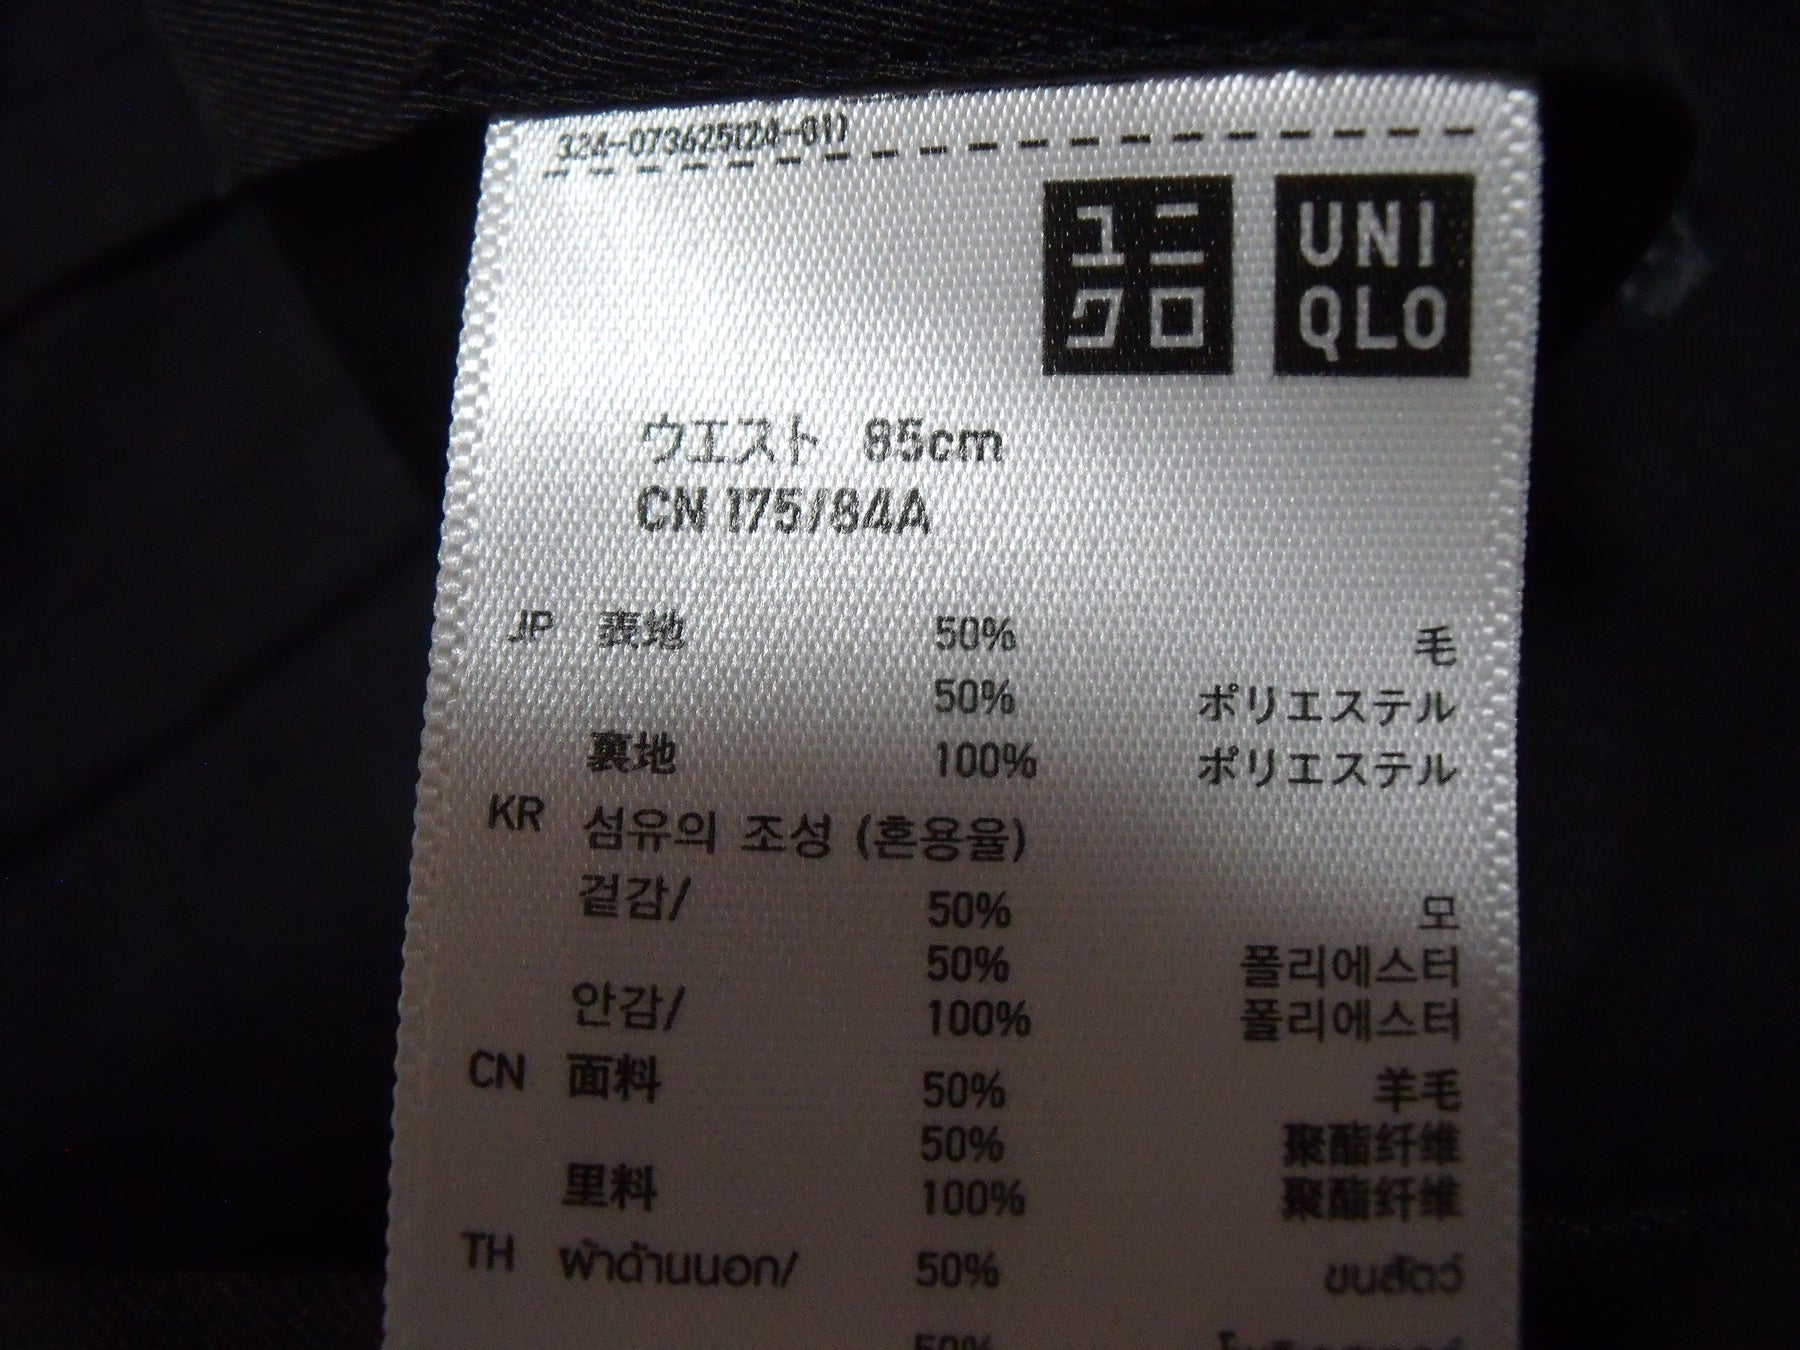 324-073625(24-01)
ユニ
クロ
UNI
QLO
ウエスト 85cm
CN 175/84A
JP 表地 50% 毛
50% ポリエステル
裏地 100% ポリエステル
KR 섬유의 조성 (혼용율)
겉감/ 50% 모
50% 폴리에스터
안감/ 100% 폴리에스터
CN 面料 50% 羊毛
50% 聚酯纤维
里料 100% 聚酯纤维
TH ผ้าด้านนอก/ 50% ขนสัตว์
50%